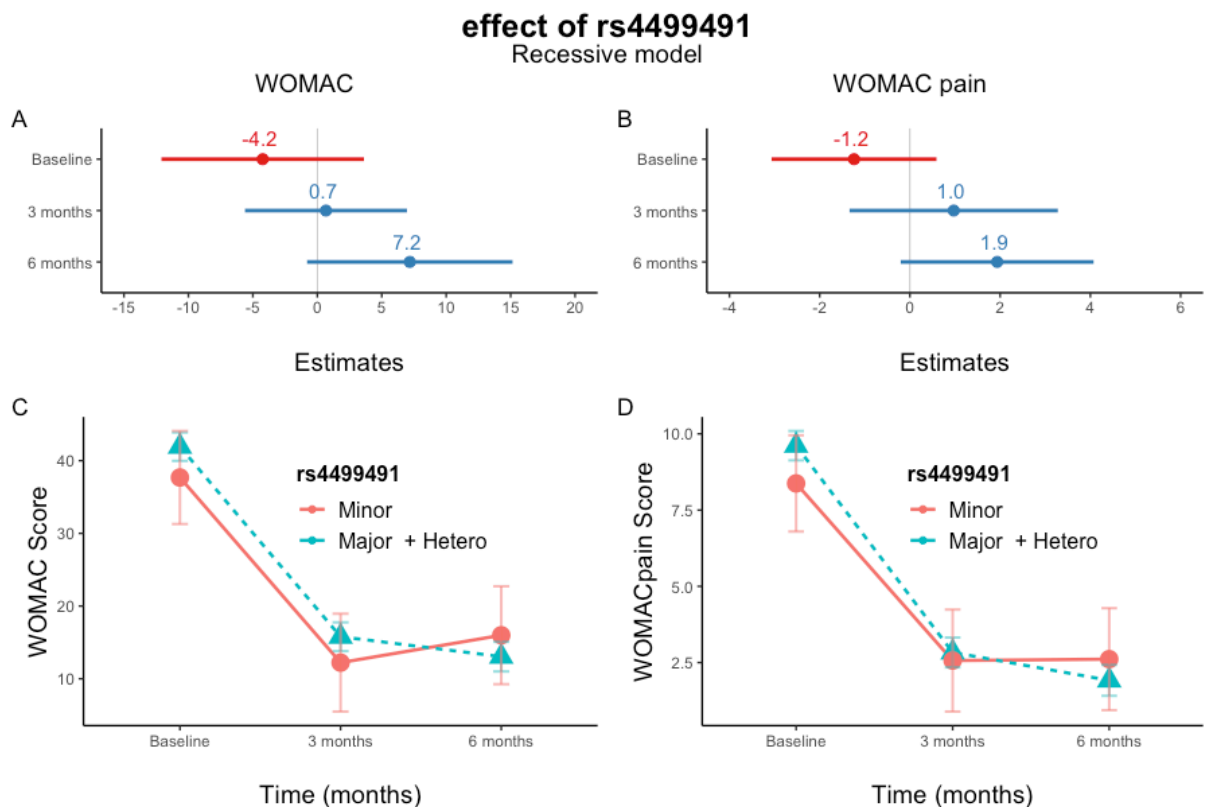 effect of rs4499491
Recessive model
WOMAC
WOMAC pain
A
-4.2
Baseline
0.7
3 months
7.2
6 months
-15 -10 -5 0 5 10 15 20
Estimates
B
-1.2
Baseline
1.0
3 months
1.9
6 months
-4 -2 0 2 4 6
Estimates
C
WOMAC Score
40
30
20
10
rs4499491
Minor
Major + Hetero
Baseline 3 months 6 months
Time (months)
D
WOMACpain Score
10.0
7.5
5.0
2.5
rs4499491
Minor
Major + Hetero
Baseline 3 months 6 months
Time (months)